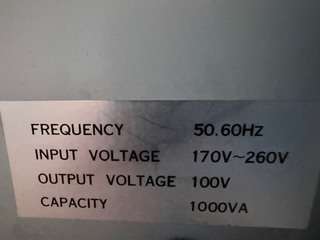 FREQUENCY 50.60Hz
INPUT VOLTAGE 170V~260V
OUTPUT VOLTAGE 100V
CAPACITY 1000VA